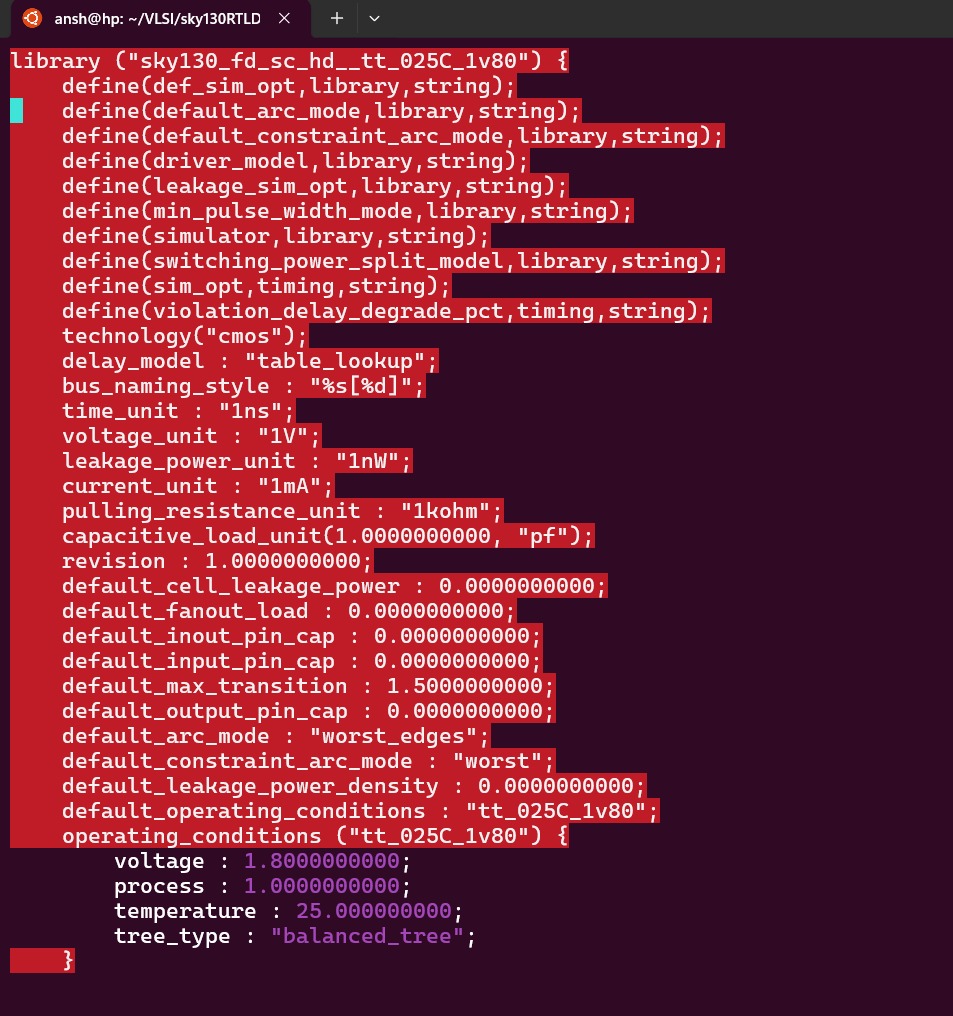 ansh@hp: ~/VLSI/sky130RTLD
library ("sky130_fd_sc_hd__tt_025C_1v80") {
    define(def_sim_opt,library,string);
    define(default_arc_mode,library,string);
    define(default_constraint_arc_mode,library,string);
    define(driver_model,library,string);
    define(leakage_sim_opt,library,string);
    define(min_pulse_width_mode,library,string);
    define(simulator,library,string);
    define(switching_power_split_model,library,string);
    define(sim_opt,timing,string);
    define(violation_delay_degrade_pct,timing,string);
    technology("cmos");
    delay_model : "table_lookup";
    bus_naming_style : "%s[%d]";
    time_unit : "1ns";
    voltage_unit : "1V";
    leakage_power_unit : "1nW";
    current_unit : "1mA";
    pulling_resistance_unit : "1kohm";
    capacitive_load_unit(1.0000000000, "pf");
    revision : 1.0000000000;
    default_cell_leakage_power : 0.0000000000;
    default_fanout_load : 0.0000000000;
    default_inout_pin_cap : 0.0000000000;
    default_input_pin_cap : 0.0000000000;
    default_max_transition : 1.5000000000;
    default_output_pin_cap : 0.0000000000;
    default_arc_mode : "worst_edges";
    default_constraint_arc_mode : "worst";
    default_leakage_power_density : 0.0000000000;
    default_operating_conditions : "tt_025C_1v80";
    operating_conditions ("tt_025C_1v80") {
        voltage : 1.8000000000;
        process : 1.0000000000;
        temperature : 25.000000000;
        tree_type : "balanced_tree";
    }